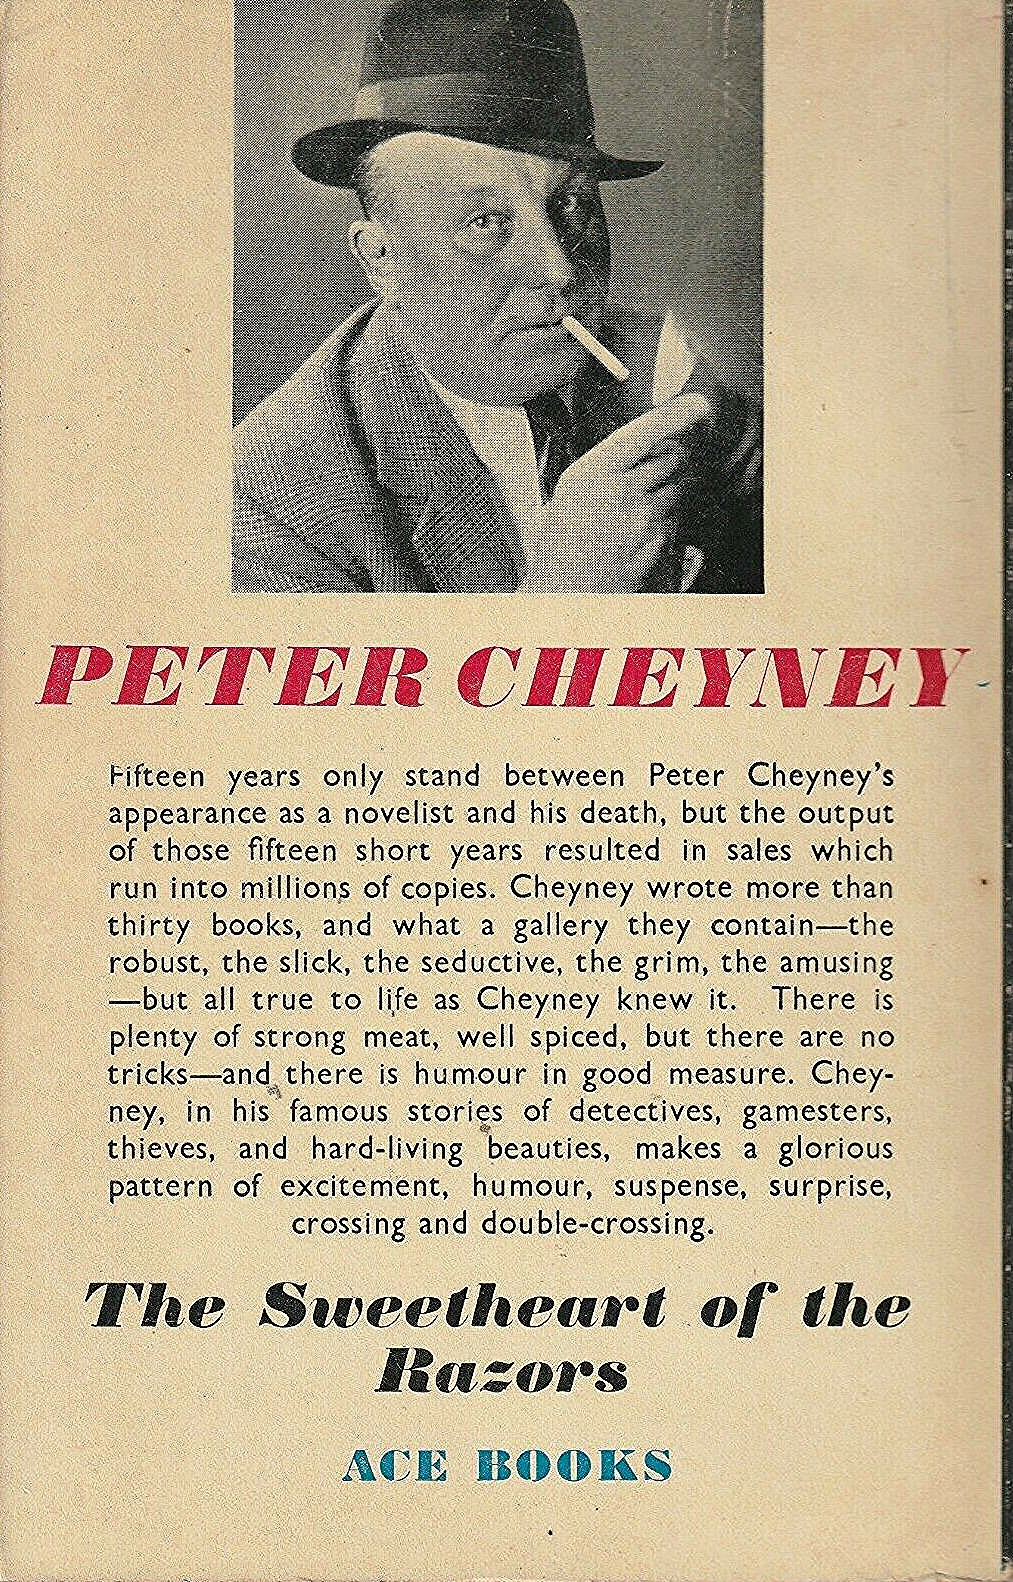 PETER CHEYNEY
Fifteen years only stand between Peter Cheyney's
appearance as a novelist and his death, but the output
of those fifteen short years resulted in sales which
run into millions of copies. Cheyney wrote more than
thirty books, and what a gallery they contain—the
robust, the slick, the seductive, the grim, the amusing
—but all true to life as Cheyney knew it. There is
plenty of strong meat, well spiced, but there are no
tricks—and there is humour in good measure. Chey-
ney, in his famous stories of detectives, gamesters,
thieves, and hard-living beauties, makes a glorious
pattern of excitement, humour, suspense, surprise,
crossing and double-crossing.
The Sweetheart of the
Razors
ACE BOOKS